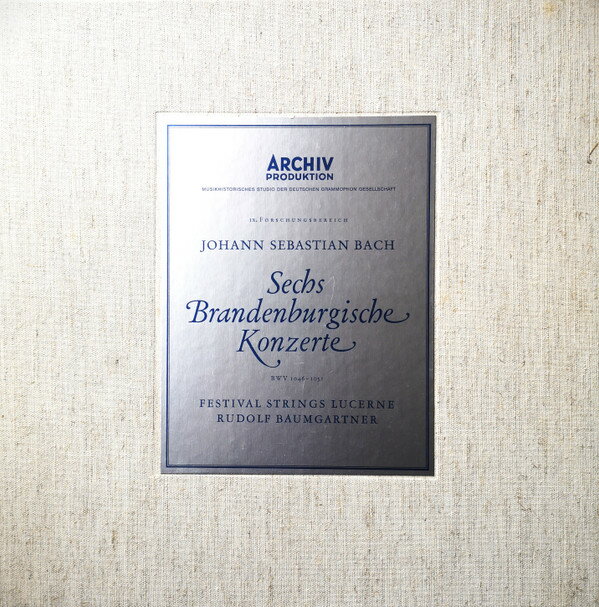 ARCHIV
PRODUKTION
MUSIKHISTORISCHES STUDIO DER DEUTSCHEN GRAMMOPHON GESELLSCHAFT
IX. FORSCHUNGSBEREICH
JOHANN SEBASTIAN BACH
Sechs
Brandenburgische
Konzerte
BWV 1046-1051
FESTIVAL STRINGS LUCERNE
RUDOLF BAUMGARTNER